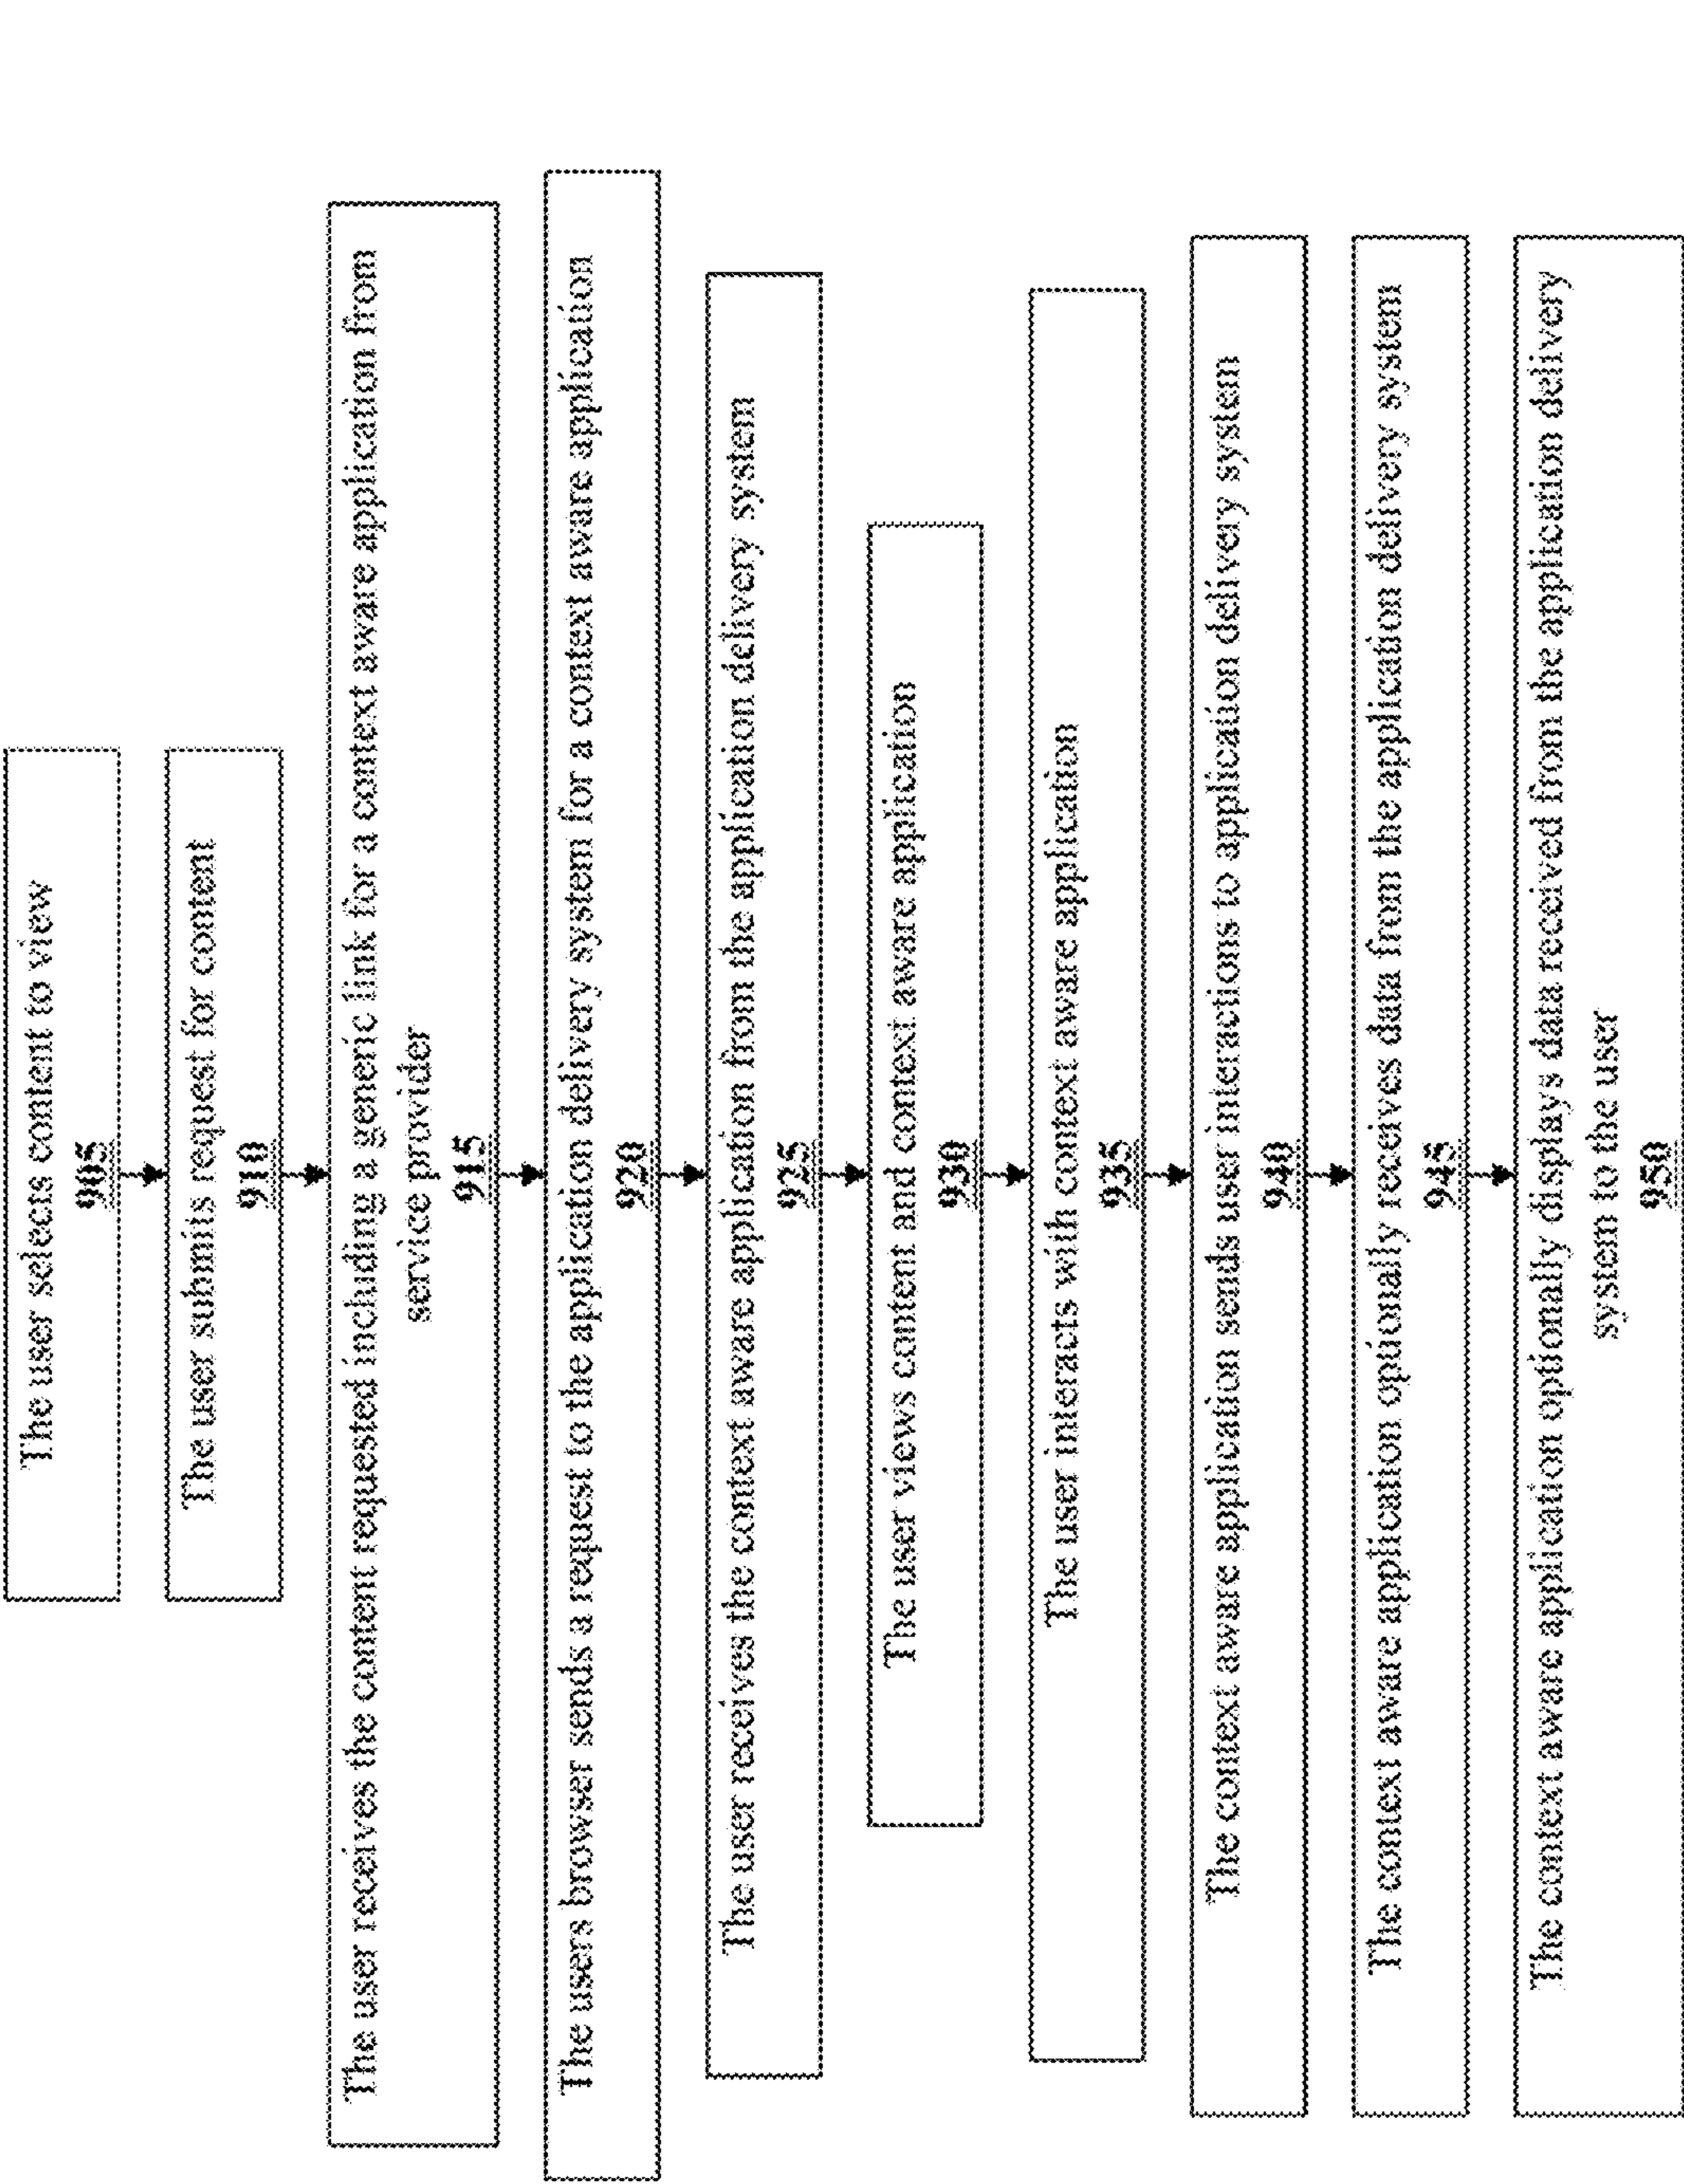 The user selects content to view
905
The user submits request for content
910
The user receives the content requested including a generic link for a context aware application from
service provider
915
The users browser sends a request to the application delivery system for a context aware application
920
The user receives the context aware application from the application delivery system
925
The user views content and context aware application
930
The user interacts with context aware application
935
The context aware application sends user interactions to application delivery system
940
The context aware application optionally receives data from the application delivery system
945
The context aware application optionally displays data received from the application delivery
system to the user
950